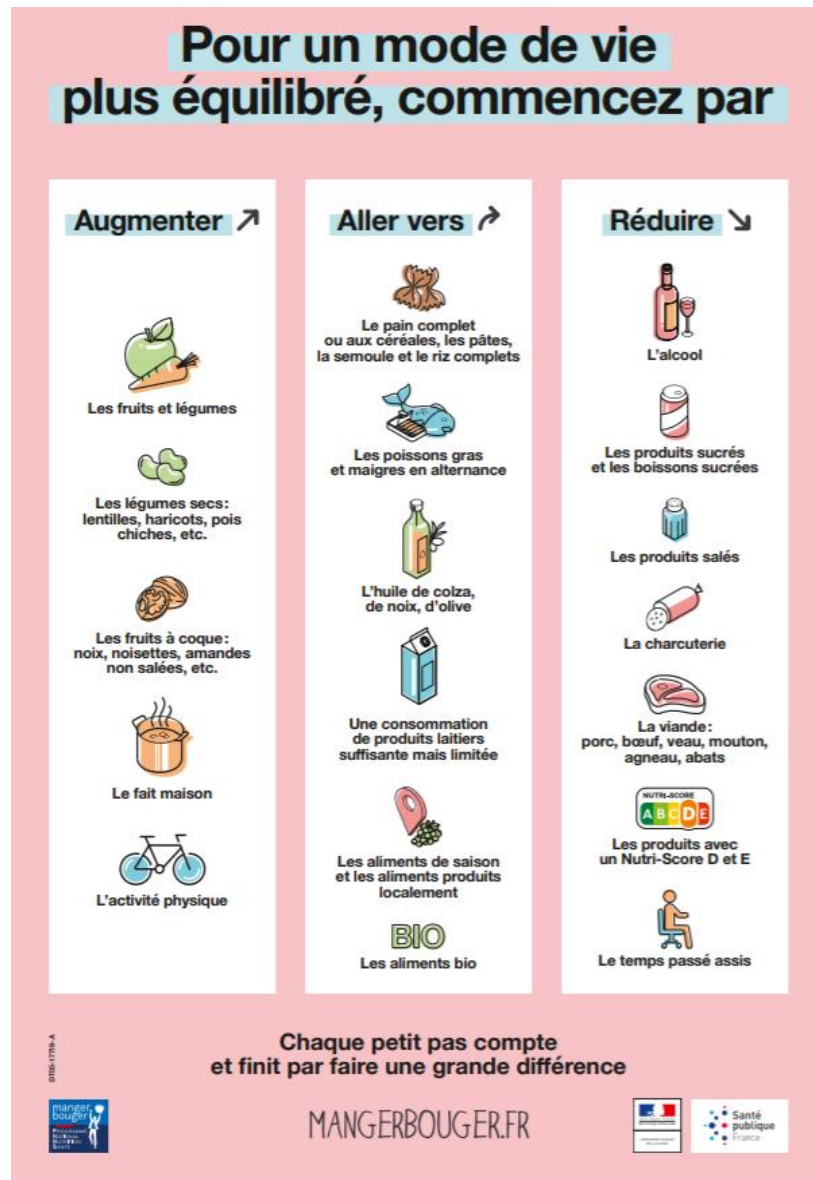 Pour un mode de vie
plus équilibré, commencez par
Augmenter
Les fruits et légumes
Les légumes secs:
lentilles, haricots, pois
chiches, etc.
Les fruits à coque:
noix, noisettes, amandes
non salées, etc.
Le fait maison
L'activité physique
Aller vers
Le pain complet
ou aux céréales, les pâtes,
la semoule et le riz complets
Les poissons gras
et maigres en alternance
L'huile de colza,
de noix, d'olive
Une consommation
de produits laitiers
suffisante mais limitée
Les aliments de saison
et les aliments produits
localement
BIO
Les aliments bio
Réduire
L'alcool
Les produits sucrés
et les boissons sucrées
Les produits salés
La charcuterie
La viande:
porc, bœuf, veau, mouton,
agneau, abats
NUTRI-SCORE
A B C D E
Les produits avec
un Nutri-Score D et E
Le temps passé assis
Chaque petit pas compte
et finit par faire une grande différence
manger
bouger
PROGRAMME
NATIONAL
NUTRITION
SANTÉ
MANGERBOUGER.FR
Santé
publique
France